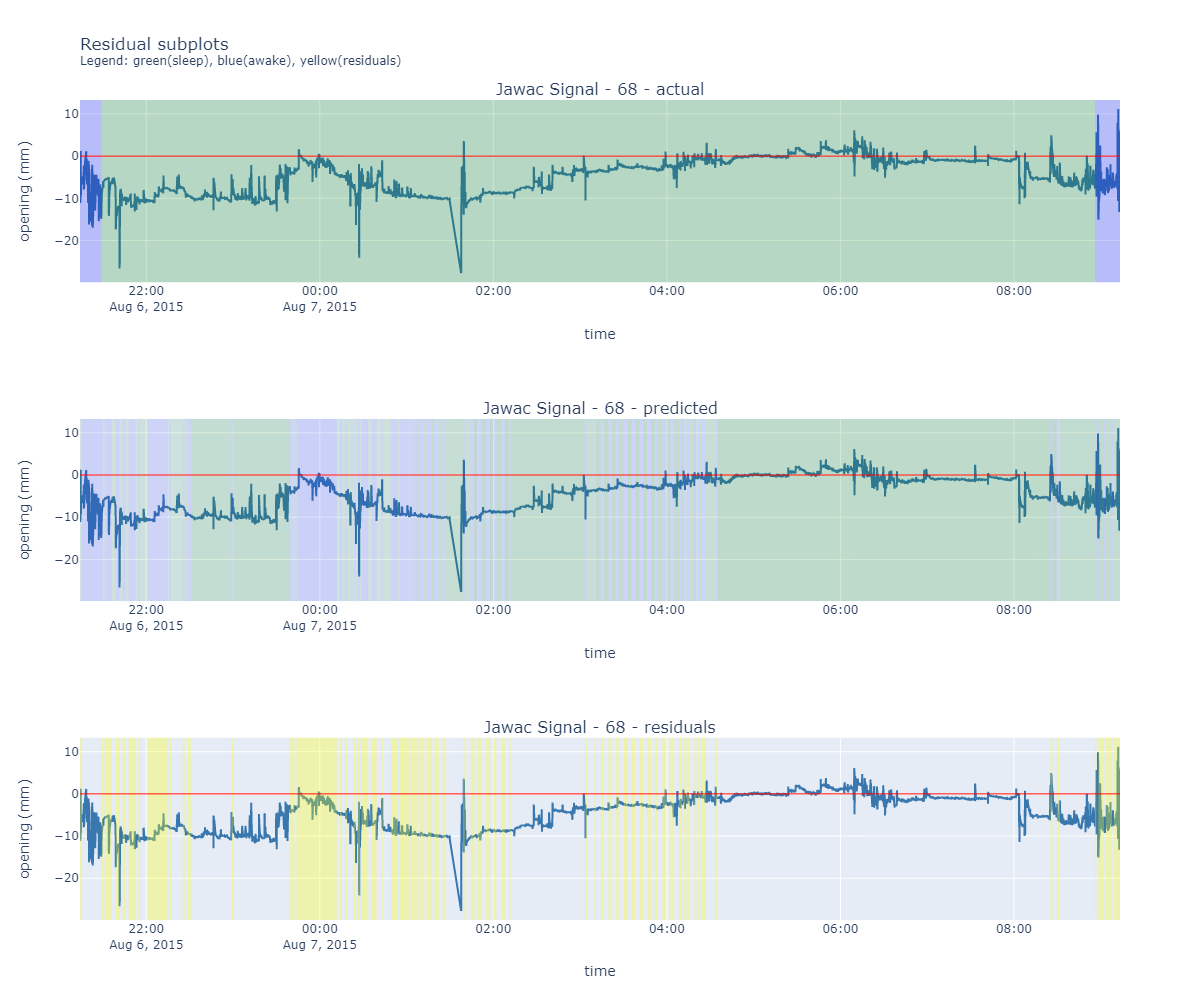 Residual subplots
Legend: green(sleep), blue(awake), yellow(residuals)
Jawac Signal - 68 - actual
opening (mm)
10
0
−10
−20
22:00 00:00 02:00 04:00 06:00 08:00
Aug 6, 2015 Aug 7, 2015
time
Jawac Signal - 68 - predicted
opening (mm)
10
0
−10
−20
22:00 00:00 02:00 04:00 06:00 08:00
Aug 6, 2015 Aug 7, 2015
time
Jawac Signal - 68 - residuals
opening (mm)
10
0
−10
−20
22:00 00:00 02:00 04:00 06:00 08:00
Aug 6, 2015 Aug 7, 2015
time